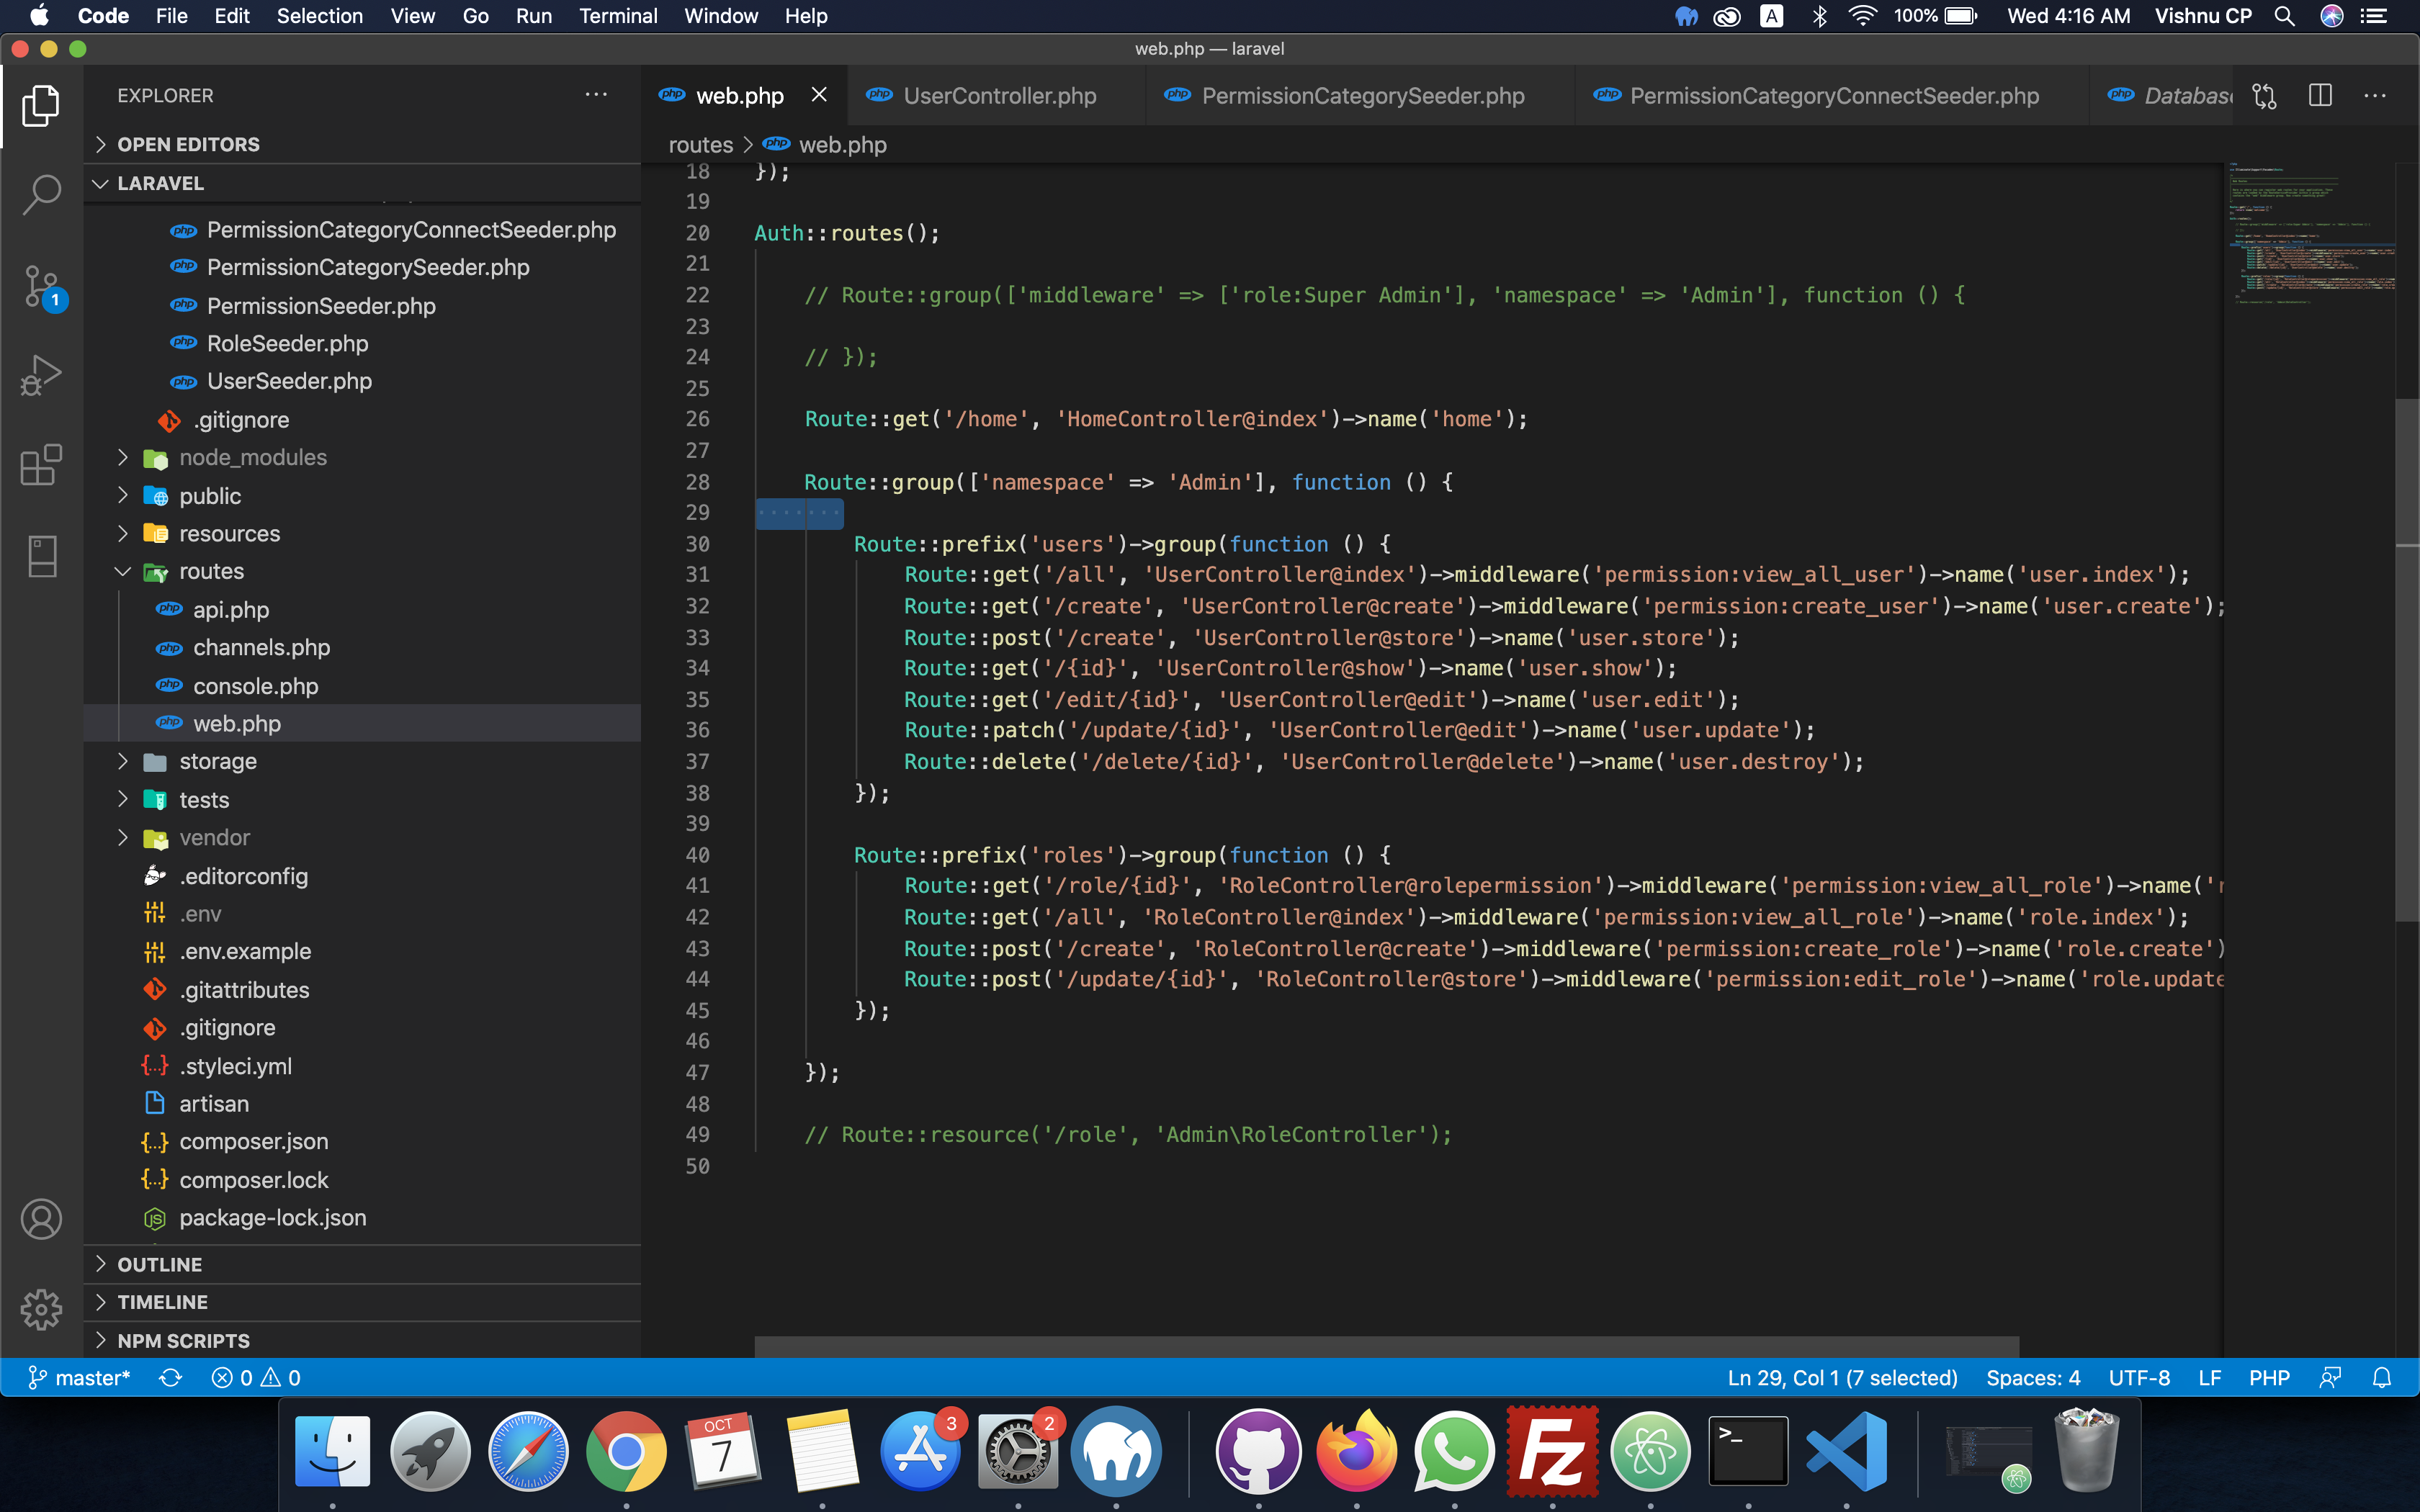 Code File Edit Selection View Go Run Terminal Window Help A 100% Wed 4:16 AM Vishnu CP
web.php — laravel
EXPLORER ···
OPEN EDITORS
LARAVEL
PermissionCategoryConnectSeeder.php
PermissionCategorySeeder.php
PermissionSeeder.php
RoleSeeder.php
UserSeeder.php
.gitignore
node_modules
public
resources
routes
api.php
channels.php
console.php
web.php
storage
tests
vendor
.editorconfig
.env
.env.example
.gitattributes
.gitignore
.styleci.yml
artisan
composer.json
composer.lock
package-lock.json
OUTLINE
TIMELINE
NPM SCRIPTS
1
php web.php php UserController.php php PermissionCategorySeeder.php php PermissionCategoryConnectSeeder.php php Databas
routes > php web.php
18 });
19
20 Auth::routes();
21
22 // Route::group(['middleware' => ['role:Super Admin'], 'namespace' => 'Admin'], function () {
23
24 // });
25
26 Route::get('/home', 'HomeController@index')->name('home');
27
28 Route::group(['namespace' => 'Admin'], function () {
29
30 Route::prefix('users')->group(function () {
31 Route::get('/all', 'UserController@index')->middleware('permission:view_all_user')->name('user.index');
32 Route::get('/create', 'UserController@create')->middleware('permission:create_user')->name('user.create');
33 Route::post('/create', 'UserController@store')->name('user.store');
34 Route::get('/{id}', 'UserController@show')->name('user.show');
35 Route::get('/edit/{id}', 'UserController@edit')->name('user.edit');
36 Route::patch('/update/{id}', 'UserController@edit')->name('user.update');
37 Route::delete('/delete/{id}', 'UserController@delete')->name('user.destroy');
38 });
39
40 Route::prefix('roles')->group(function () {
41 Route::get('/role/{id}', 'RoleController@rolepermission')->middleware('permission:view_all_role')->name('r
42 Route::get('/all', 'RoleController@index')->middleware('permission:view_all_role')->name('role.index');
43 Route::post('/create', 'RoleController@create')->middleware('permission:create_role')->name('role.create')
44 Route::post('/update/{id}', 'RoleController@store')->middleware('permission:edit_role')->name('role.update
45 });
46
47 });
48
49 // Route::resource('/role', 'Admin\RoleController');
50
master* 0 0 Ln 29, Col 1 (7 selected) Spaces: 4 UTF-8 LF PHP
OCT
7
3
2
Fz
>_